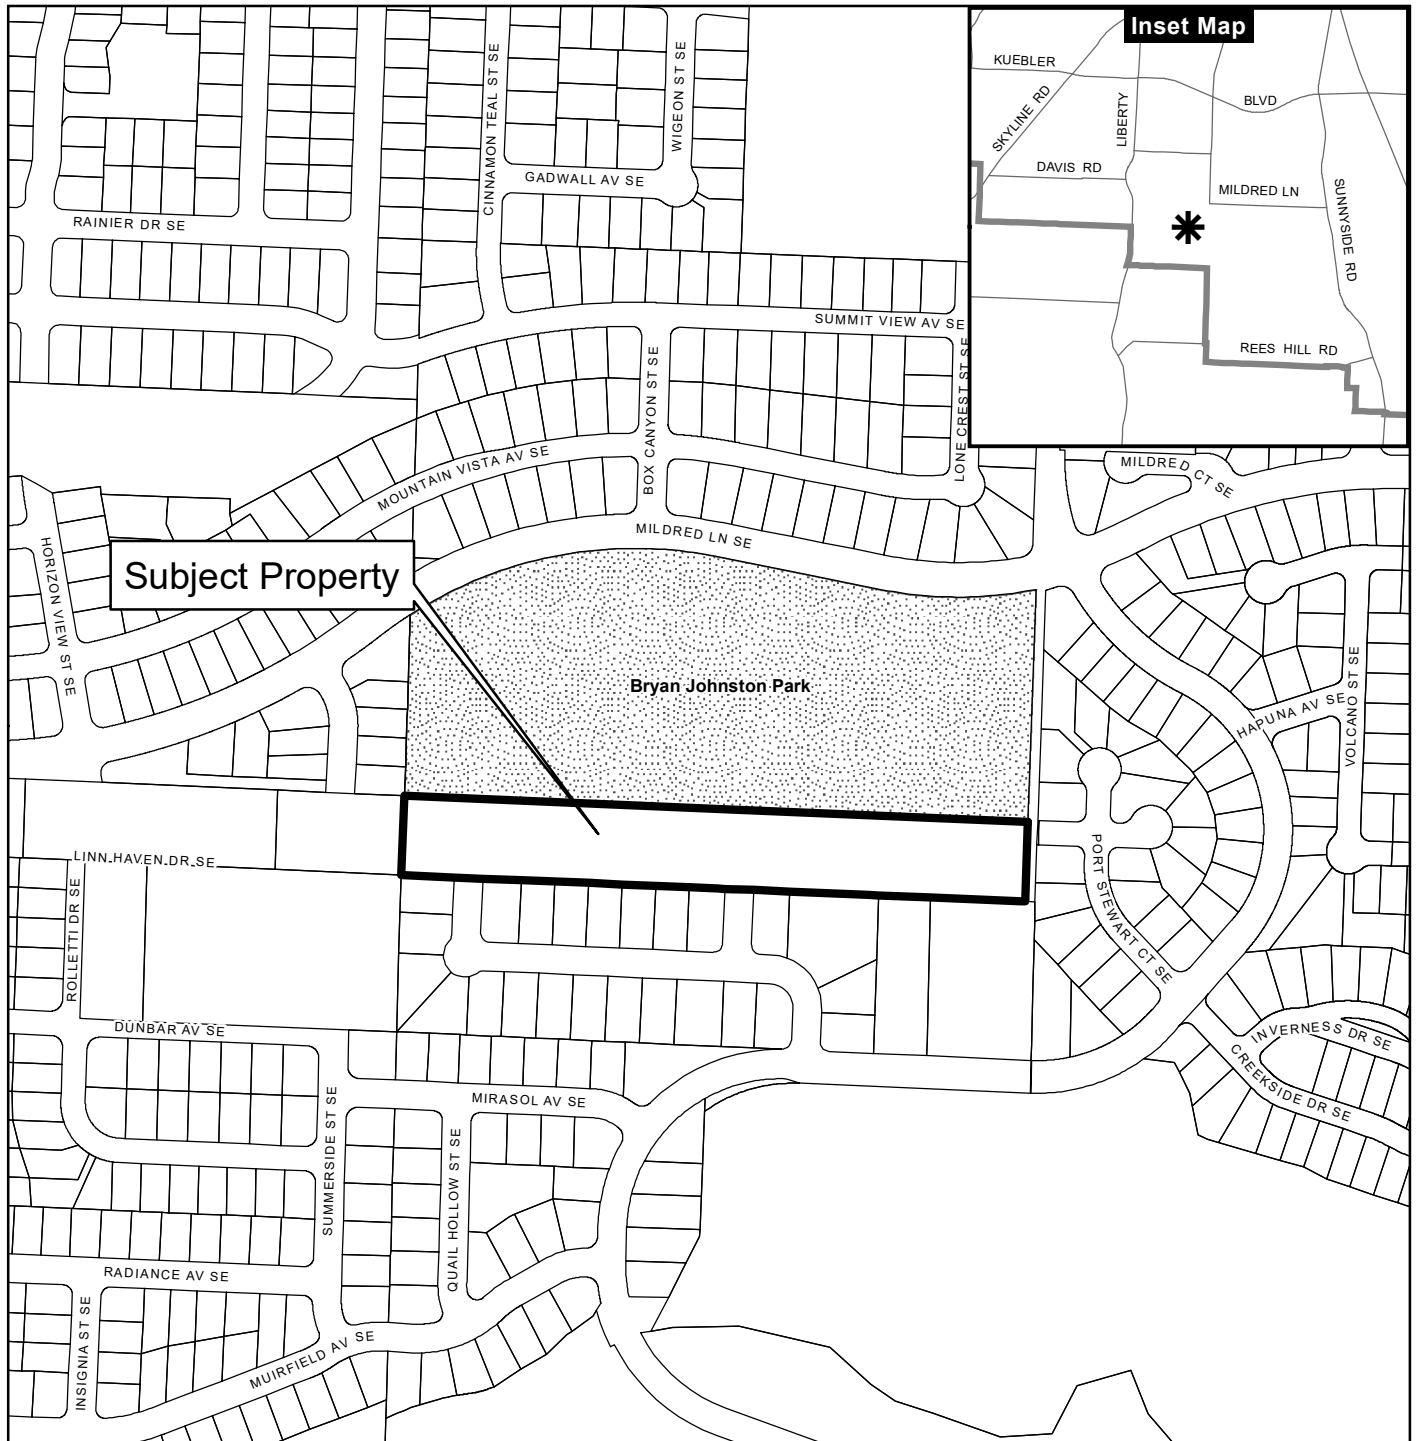 Inset Map
KUEBLER
BLVD
SKYLINE RD
LIBERTY
DAVIS RD
MILDRED LN
SUNNYSIDE RD
REES HILL RD
CINNAMON TEAL ST SE
WIGEON ST SE
GADWALL AV SE
RAINIER DR SE
SUMMIT VIEW AV SE
BOX CANYON ST SE
LONE CREST ST SE
MOUNTAIN VISTA AV SE
MILDRED CT SE
MILDRED LN SE
HORIZON VIEW ST SE
Subject Property
Bryan Johnston Park
HAPUNA AV SE
VOLCANO ST SE
PORT STEWART CT SE
LINN HAVEN DR SE
ROLLETTI DR SE
DUNBAR AV SE
INVERNESS DR SE
CREEKSIDE DR SE
MIRASOL AV SE
SUMMERSIDE ST SE
QUAIL HOLLOW ST SE
RADIANCE AV SE
INSIGNIA ST SE
MUIRFIELD AV SE